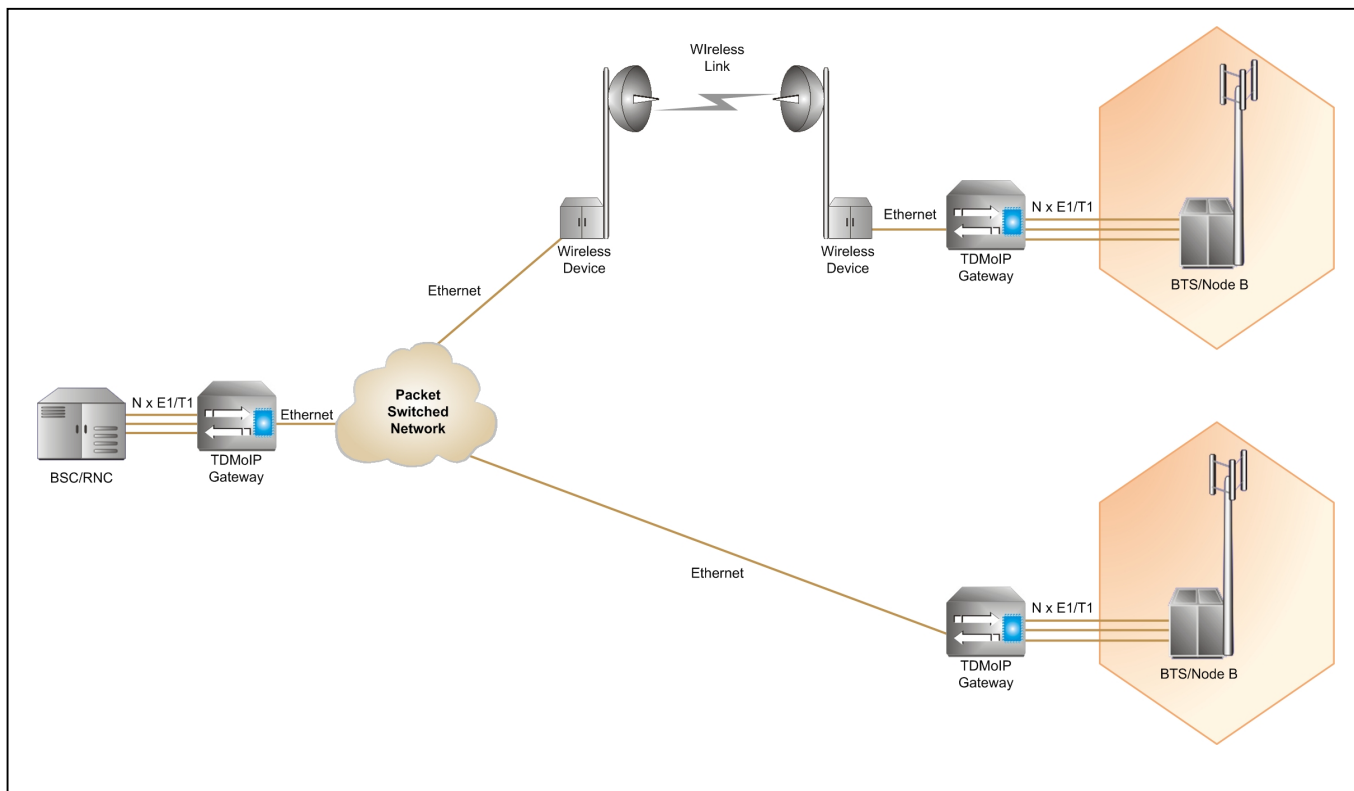 WIreless
Link
Ethernet
N x E1/T1
Wireless
Device
Wireless
Device
TDMoIP
Gateway
BTS/Node B
Ethernet
Packet
Switched
Network
N x E1/T1
Ethernet
TDMoIP
Gateway
BSC/RNC
Ethernet
N x E1/T1
TDMoIP
Gateway
BTS/Node B